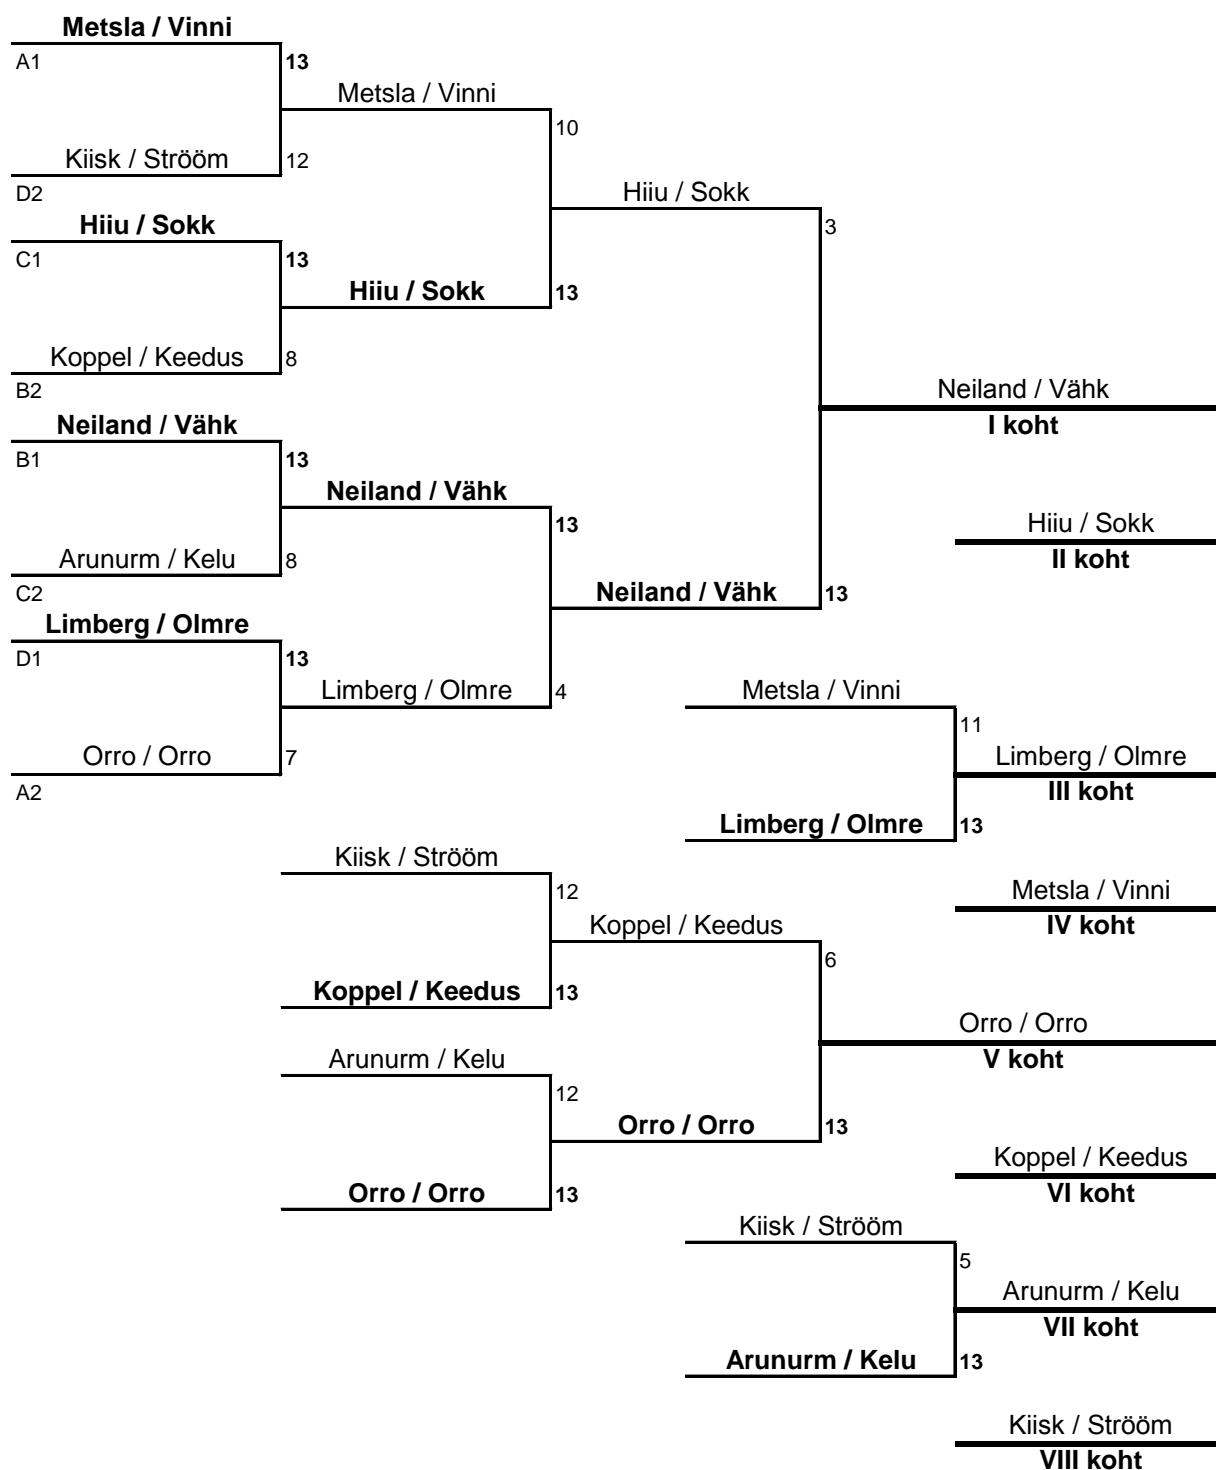 Metsla / Vinni
A1
13
Metsla / Vinni
10
Kiisk / Ströom
12
D2
Hiiu / Sokk
3
Hiiu / Sokk
C1
13
Hiiu / Sokk
13
Koppel / Keedus
8
B2
Neiland / Vähk
I koht
Neiland / Vähk
B1
13
Neiland / Vähk
13
Hiiu / Sokk
II koht
Arunurm / Kelu
8
C2
Neiland / Vähk
13
Limberg / Olmre
D1
13
Limberg / Olmre
4
Metsla / Vinni
11
Orro / Orro
7
A2
Limberg / Olmre
III koht
Limberg / Olmre
13
Kiisk / Strööm
12
Metsla / Vinni
IV koht
Koppel / Keedus
6
Koppel / Keedus
13
Orro / Orro
V koht
Arunurm / Kelu
12
Orro / Orro
13
Koppel / Keedus
VI koht
Orro / Orro
13
Kiisk / Strööm
5
Arunurm / Kelu
VII koht
Arunurm / Kelu
13
Kiisk / Strööm
VIII koht